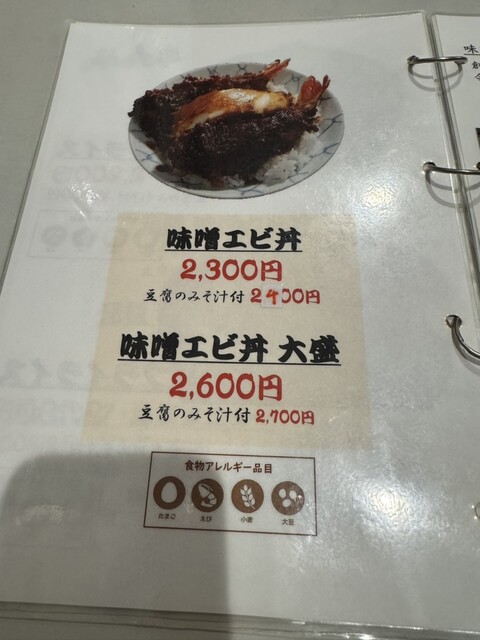 味噌エビ丼
2,300円
豆腐のみそ汁付 2400円
味噌エビ丼 大盛
2,600円
豆腐のみそ汁付 2,700円
食物アレルギー品目
たまご えび 小麦 大豆
味